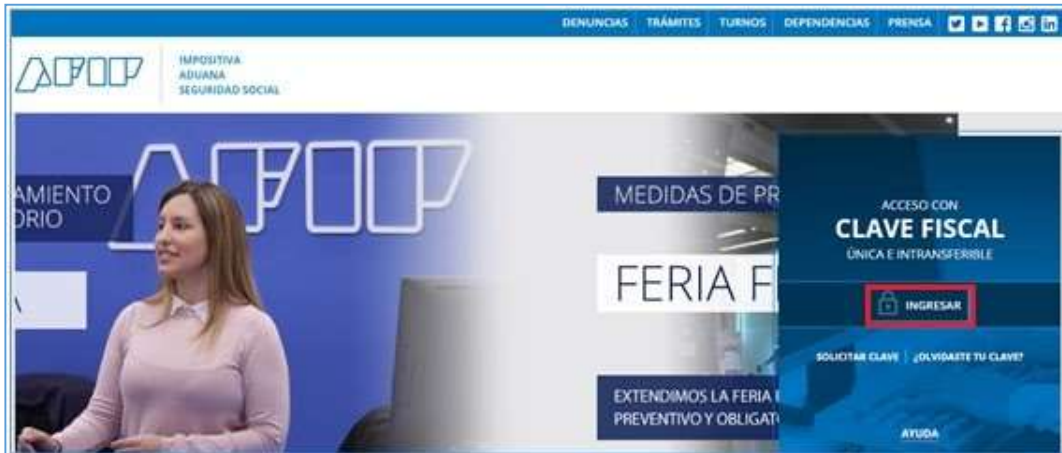 DENUNCIAS TRÁMITES TURNOS DEPENDENCIAS PRENSA
AFIP
IMPOSITIVA
ADUANA
SEGURIDAD SOCIAL
AFIP
AMIENTO
ORIO
MEDIDAS DE PR
FERIA F
EXTENDIMOS LA FERIA
PREVENTIVO Y OBLIGAT
ACCESO CON
CLAVE FISCAL
ÚNICA E INTRANSFERIBLE
INGRESAR
SOLICITAR CLAVE | ¿OLVIDASTE TU CLAVE?
AYUDA